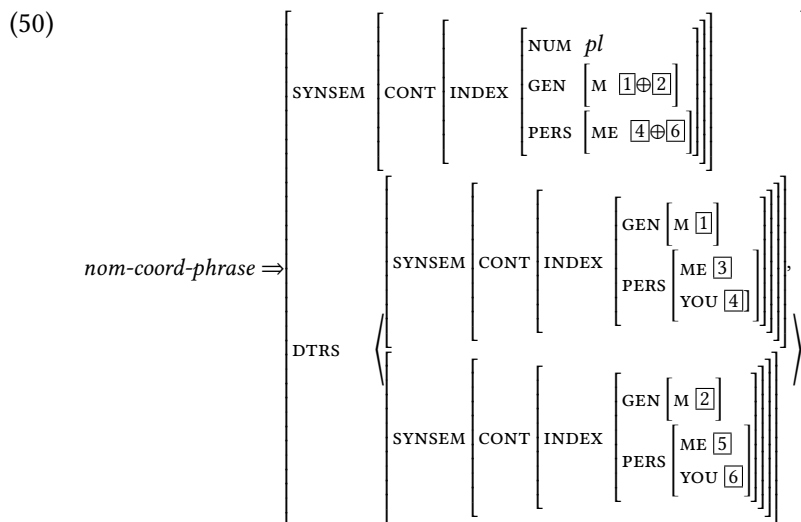 (50)
NUM pl
SYNSEM [CONT [INDEX [GEN [M 1⊕2]
PERS [ME 4⊕6]]]]
GEN [M 1]
SYNSEM [CONT [INDEX [PERS [ME 3
YOU 4]]]]],
nom-coord-phrase ⇒
DTRS
GEN [M 2]
SYNSEM [CONT [INDEX [PERS [ME 5
YOU 6]]]]]